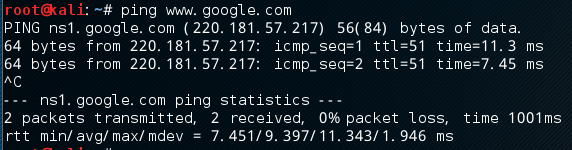 root@kali:~# ping www.google.com
PING ns1.google.com (220.181.57.217) 56(84) bytes of data.
64 bytes from 220.181.57.217: icmp_seq=1 ttl=51 time=11.3 ms
64 bytes from 220.181.57.217: icmp_seq=2 ttl=51 time=7.45 ms
^C
--- ns1.google.com ping statistics ---
2 packets transmitted, 2 received, 0% packet loss, time 1001ms
rtt min/avg/max/mdev = 7.451/9.397/11.343/1.946 ms
root@kali:~#